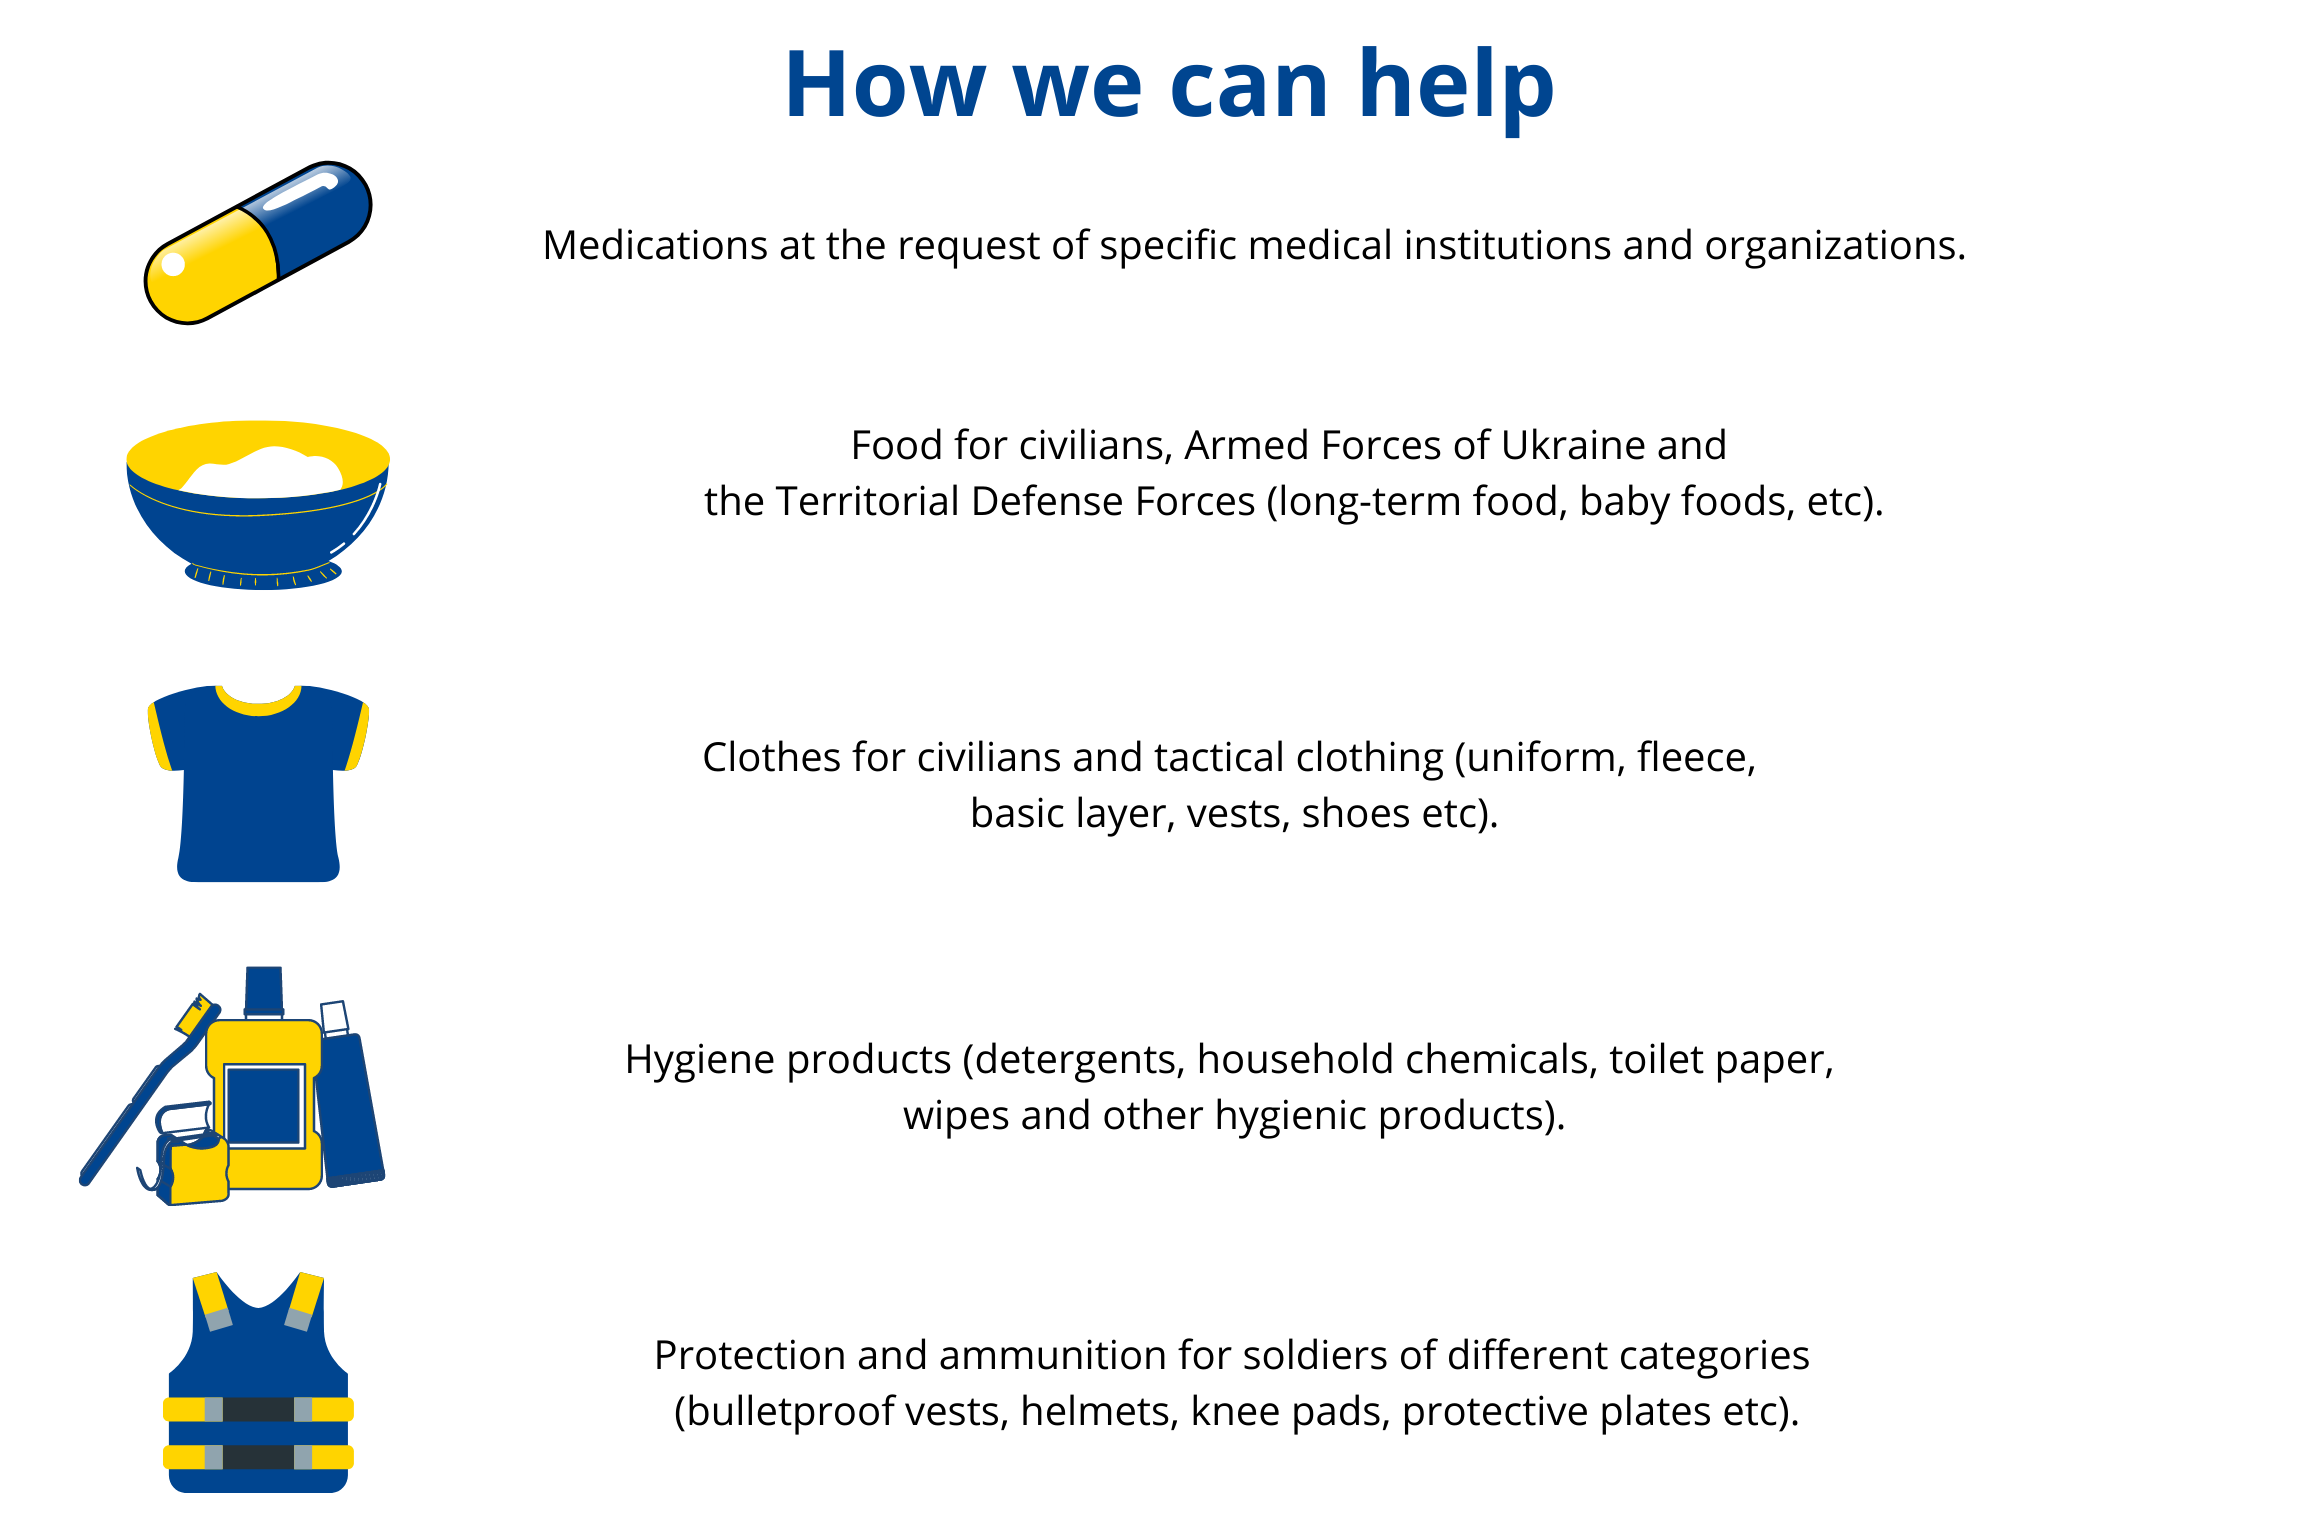 How we can help
Medications at the request of specific medical institutions and organizations.
Food for civilians, Armed Forces of Ukraine and
the Territorial Defense Forces (long-term food, baby foods, etc).
Clothes for civilians and tactical clothing (uniform, fleece,
basic layer, vests, shoes etc).
Hygiene products (detergents, household chemicals, toilet paper,
wipes and other hygienic products).
Protection and ammunition for soldiers of different categories
(bulletproof vests, helmets, knee pads, protective plates etc).